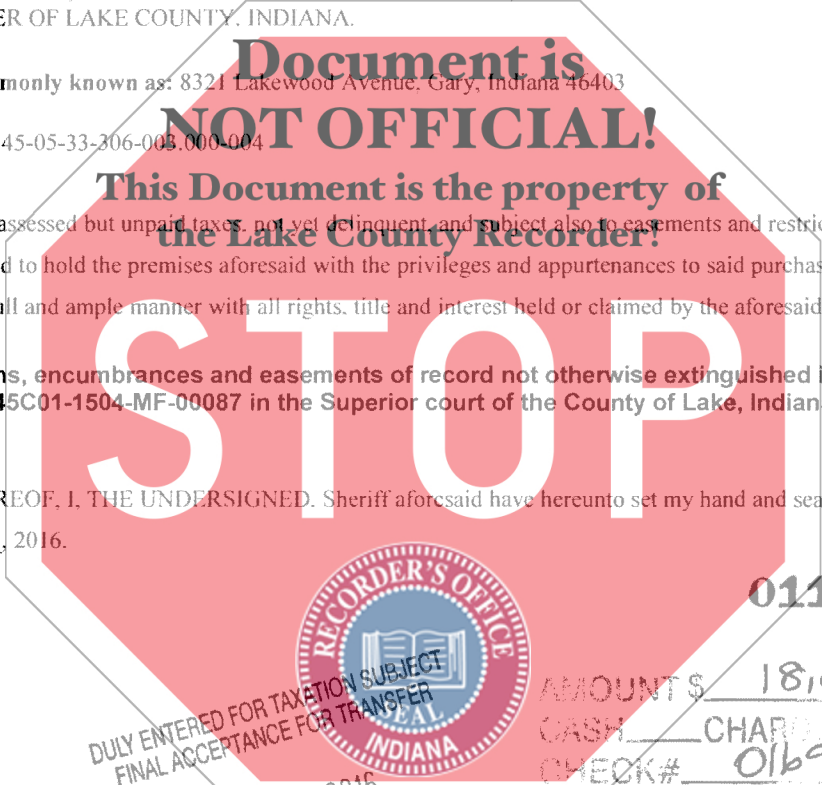 ER OF LAKE COUNTY, INDIANA.
Document is
monly known as: 8321 Lakewood Avenue, Gary, Indiana 46403
NOT OFFICIAL!
45-05-33-306-003.000-004
This Document is the property of
assessed but unpaid taxes, not yet delinquent, and subject also to easements and restric
the Lake County Recorder!
d to hold the premises aforesaid with the privileges and appurtenances to said purchas
ll and ample manner with all rights, title and interest held or claimed by the aforesaid
STOP
ns, encumbrances and easements of record not otherwise extinguished i
45C01-1504-MF-00087 in the Superior court of the County of Lake, Indian
REOF, I, THE UNDERSIGNED, Sheriff aforesaid have hereunto set my hand and sea
, 2016.
011
RECORDER'S OFFICE
SEAL
INDIANA
DULY ENTERED FOR TAXATION SUBJECT
FINAL ACCEPTANCE FOR TRANSFER
2016
AMOUNT $ 18,
CASH CHAR
CHECK# 0169